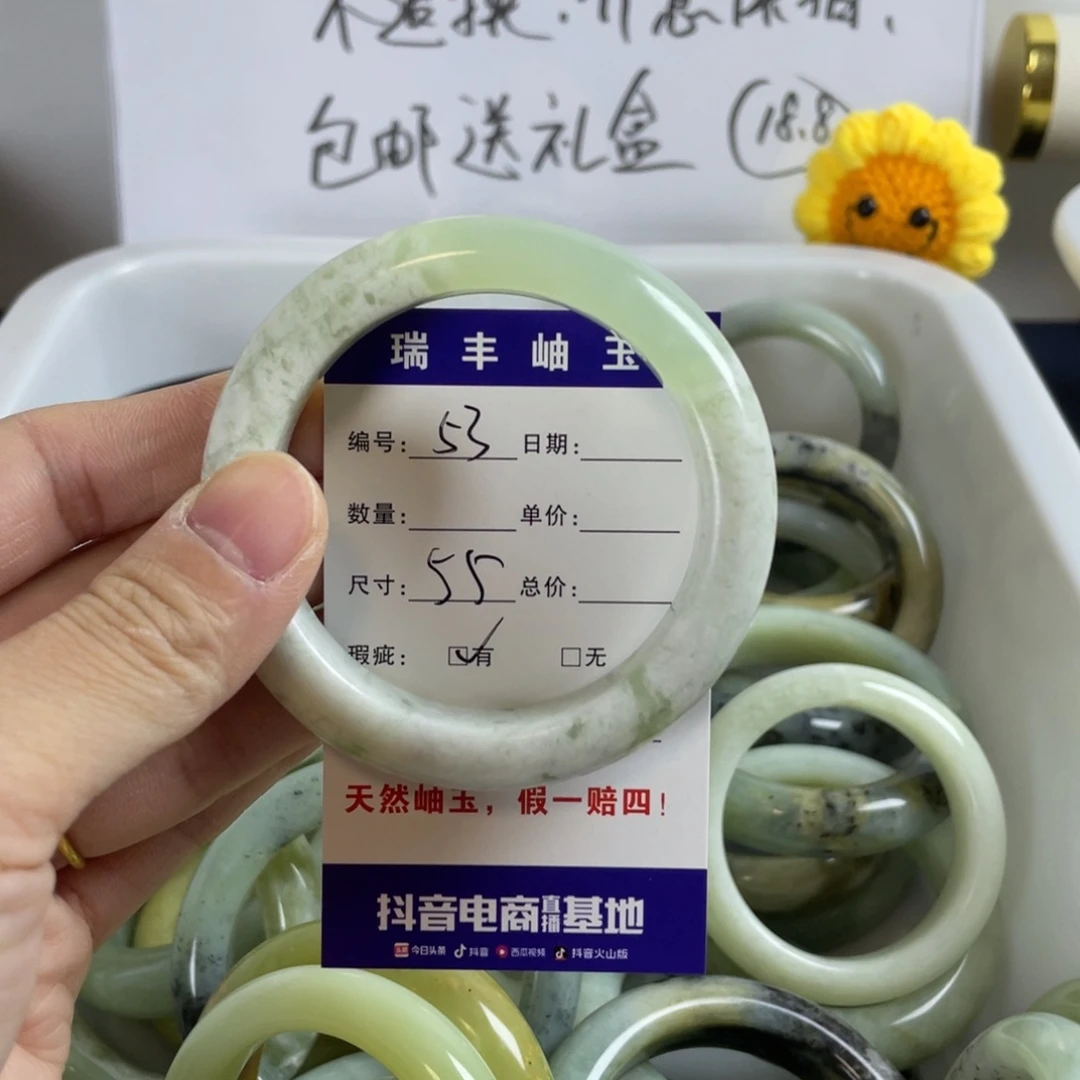 包邮送礼盒 (18.8
瑞丰岫玉
编号: 53 日期:
数量: 单价:
尺寸: 55 总价:
瑕疵: ☑有 □无
天然岫玉，假一赔四！
抖音电商直播基地
头条 今日头条 抖音 西瓜视频 抖音火山版